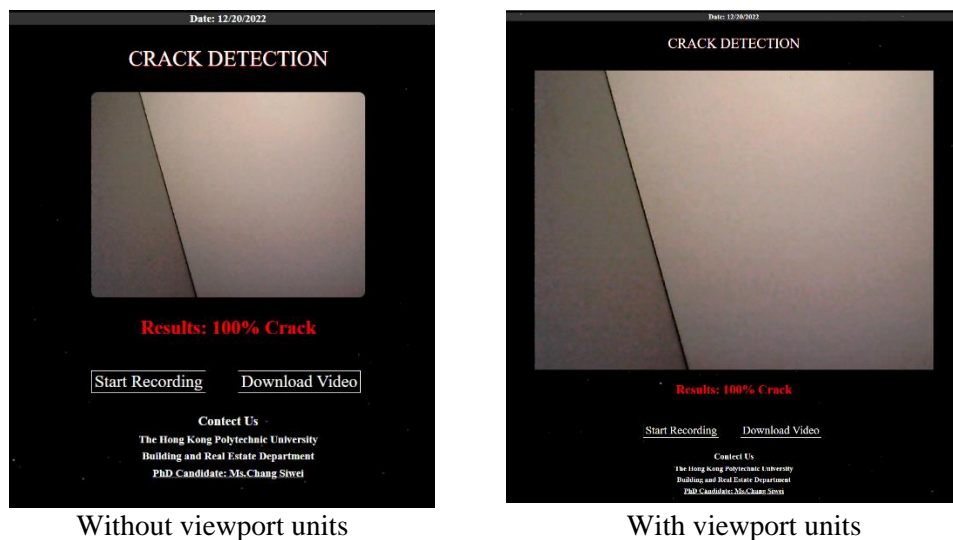 Date: 12/20/2022
CRACK DETECTION
Results: 100% Crack
Start Recording
Download Video
Contect Us
The Hong Kong Polytechnic University
Building and Real Estate Department
PhD Candidate: Ms.Chang Siwei
Without viewport units
Date: 12/20/2022
CRACK DETECTION
Results: 100% Crack
Start Recording
Download Video
Contect Us
The Hong Kong Polytechnic University
Building and Real Estate Department
PhD Candidate: Ms.Chang Siwei
With viewport units